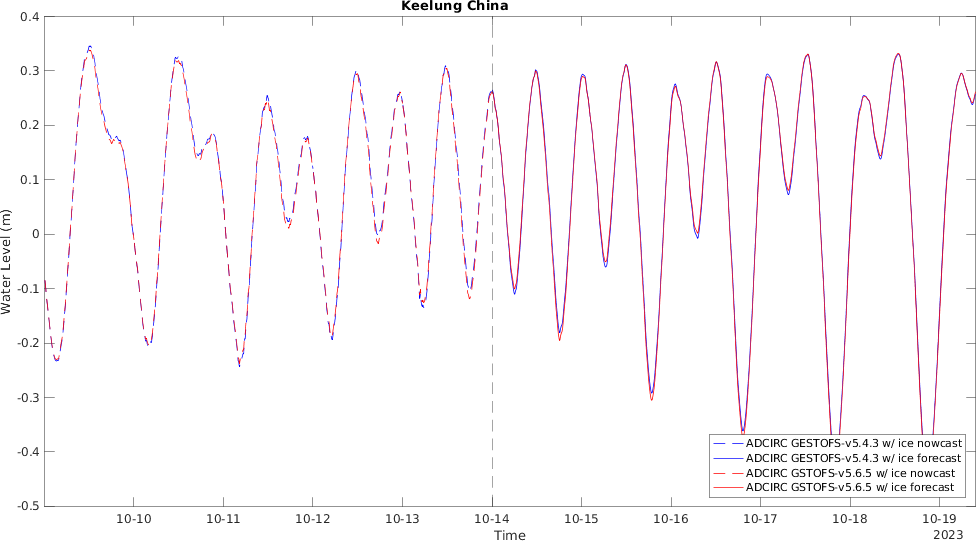 Keelung China
0.4
0.3
0.2
0.1
0
-0.1
-0.2
-0.3
-0.4
-0.5
Water Level (m)
ADCIRC GESTOFS-v5.4.3 w/ ice nowcast
ADCIRC GESTOFS-v5.4.3 w/ ice forecast
ADCIRC GSTOFS-v5.6.5 w/ ice nowcast
ADCIRC GSTOFS-v5.6.5 w/ ice forecast
10-10 10-11 10-12 10-13 10-14 10-15 10-16 10-17 10-18 10-19
Time
2023